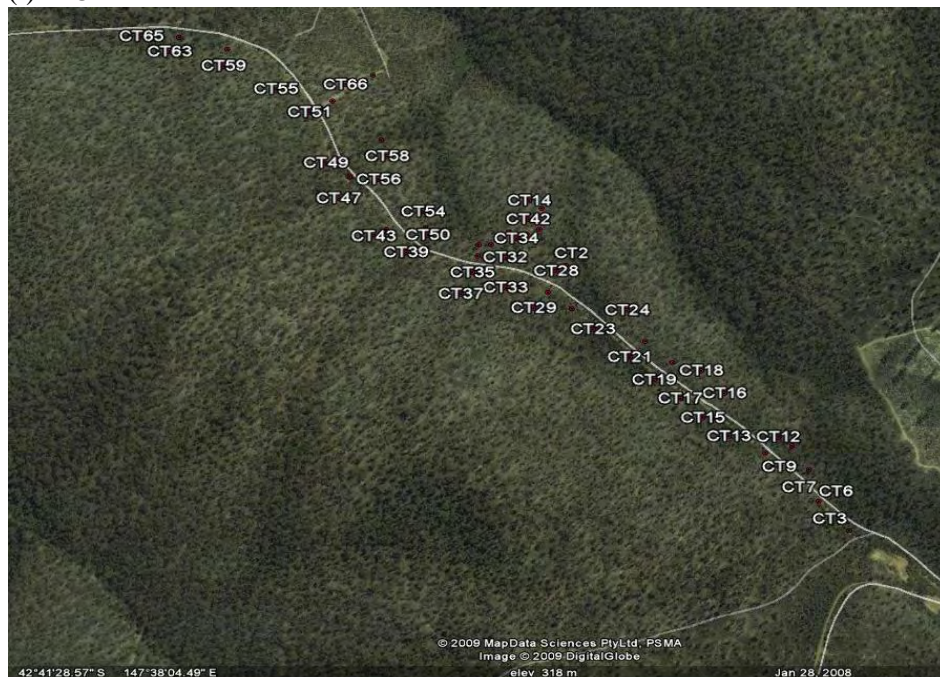 CT65
CT63
CT59
CT55
CT66
CT51
CT49
CT58
CT56
CT47
CT54
CT14
CT42
CT43
CT50
CT34
CT39
CT32
CT2
CT35
CT28
CT37
CT33
CT29
CT24
CT23
CT21
CT18
CT19
CT17
CT16
CT15
CT13
CT12
CT9
CT7
CT6
CT3
© 2009 MapData Sciences PtyLtd, PSMA
Image © 2009 DigitalGlobe
42°41'28.57" S 147°38'04.49" E elev 318 m Jan 28, 2008